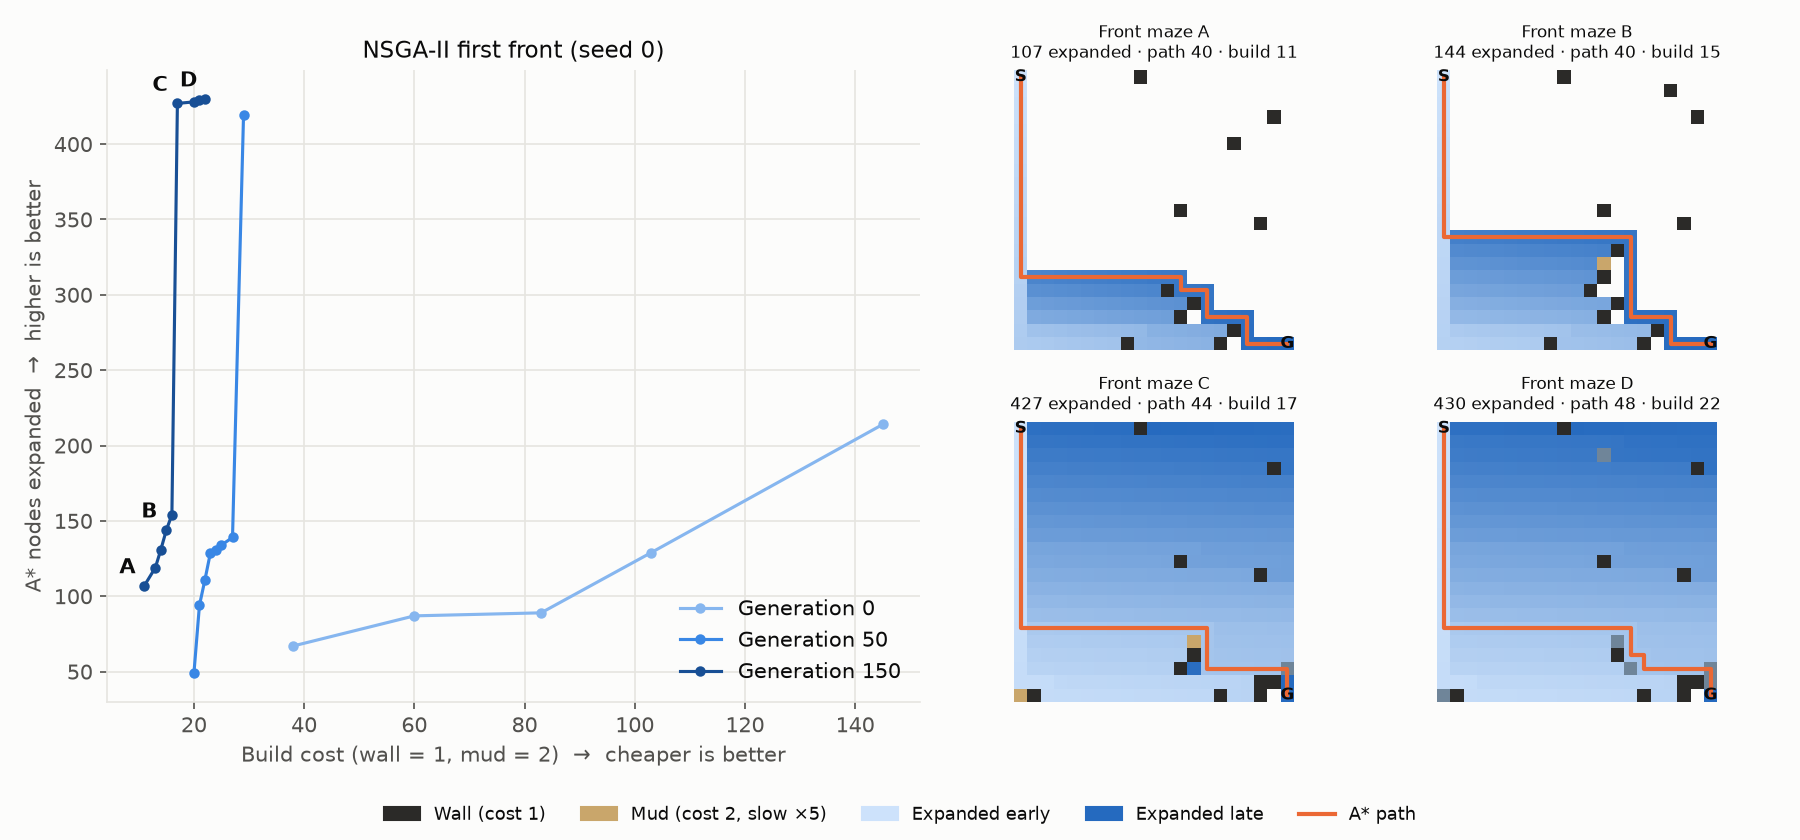 NSGA-II first front (seed 0)
C D
B
A
400
350
300
250
200
150
100
50
A* nodes expanded → higher is better
20 40 60 80 100 120 140
Build cost (wall = 1, mud = 2) → cheaper is better
Generation 0
Generation 50
Generation 150
Front maze A
107 expanded · path 40 · build 11
S
G
Front maze B
144 expanded · path 40 · build 15
S
G
Front maze C
427 expanded · path 44 · build 17
S
G
Front maze D
430 expanded · path 48 · build 22
S
G
Wall (cost 1)
Mud (cost 2, slow ×5)
Expanded early
Expanded late
A* path